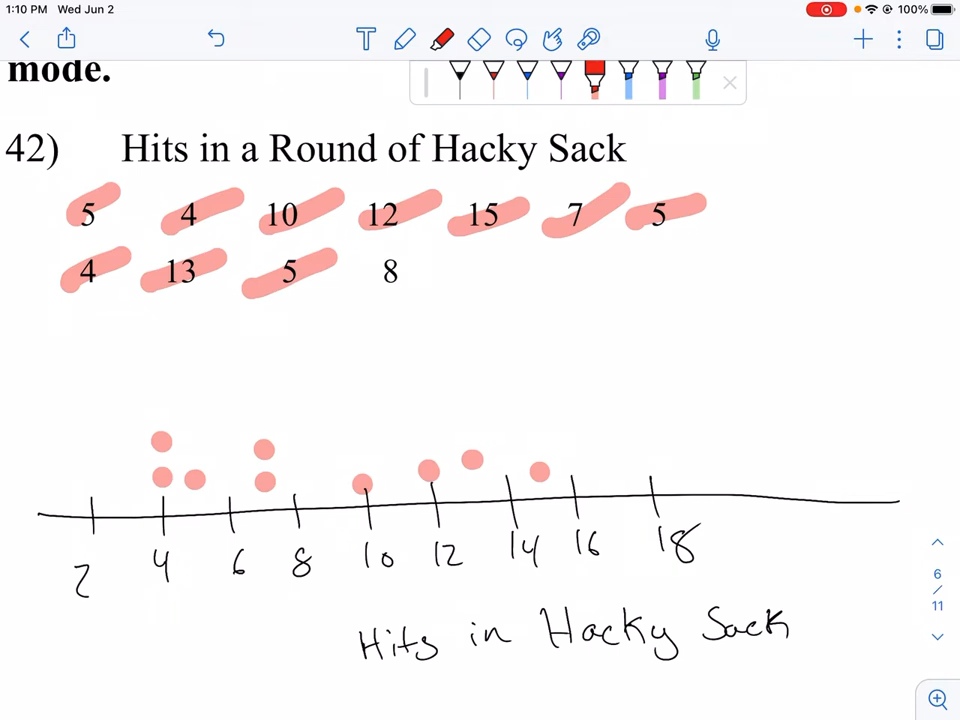 1:10 PM Wed Jun 2 100%
mode.
42) Hits in a Round of Hacky Sack
5 4 10 12 15 7 5
4 13 5 8
2 4 6 8 10 12 14 16 18
Hits in Hacky Sack
6
/
11